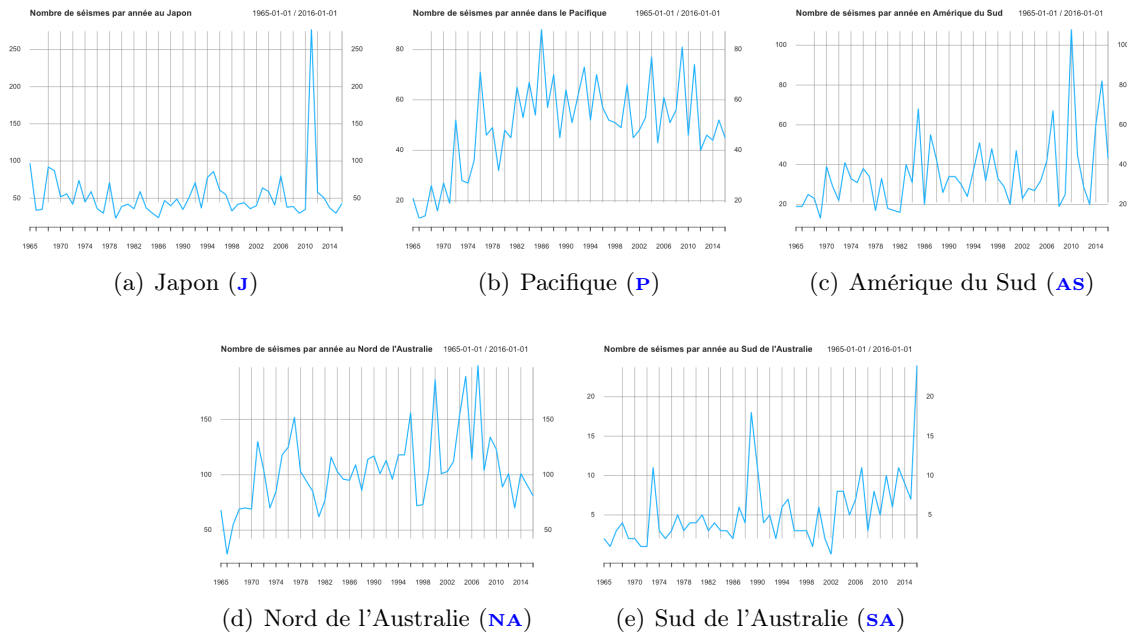 Nombre de séismes par année au Japon 1965-01-01 / 2016-01-01
250 250
200 200
150 150
100 100
50 50
1965 1970 1974 1978 1982 1986 1990 1994 1998 2002 2006 2010 2014
(a) Japon (J)
Nombre de séismes par année dans le Pacifique 1965-01-01 / 2016-01-01
80 80
60 60
40 40
20 20
1965 1970 1974 1978 1982 1986 1990 1994 1998 2002 2006 2010 2014
(b) Pacifique (P)
Nombre de séismes par année en Amérique du Sud 1965-01-01 / 2016-01-01
100 100
80 80
60 60
40 40
20 20
1965 1970 1974 1978 1982 1986 1990 1994 1998 2002 2006 2010 2014
(c) Amérique du Sud (AS)
Nombre de séismes par année au Nord de l'Australie 1965-01-01 / 2016-01-01
150 150
100 100
50 50
1965 1970 1974 1978 1982 1986 1990 1994 1998 2002 2006 2010 2014
(d) Nord de l'Australie (NA)
Nombre de séismes par année au Sud de l'Australie 1965-01-01 / 2016-01-01
20 20
15 15
10 10
5 5
1965 1970 1974 1978 1982 1986 1990 1994 1998 2002 2006 2010 2014
(e) Sud de l'Australie (SA)